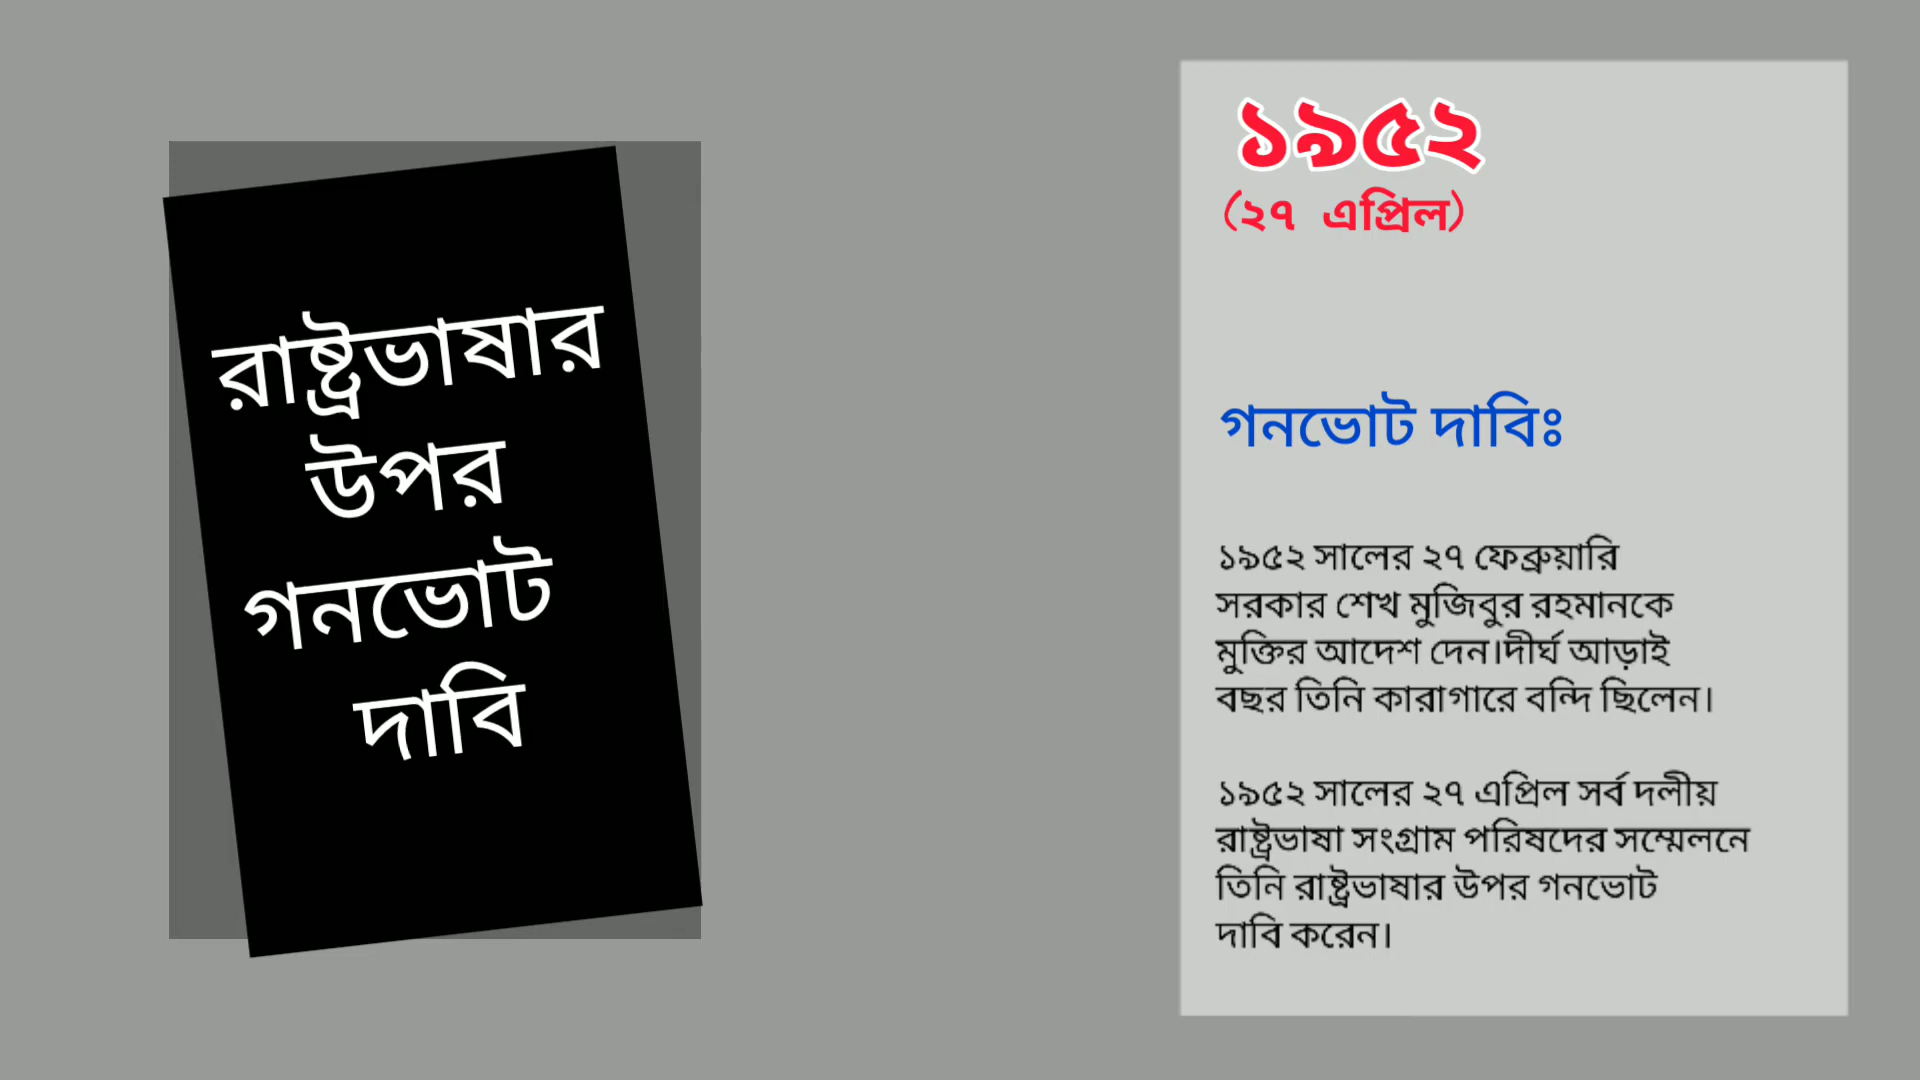 রাষ্ট্রভাষার
উপর
গনভোট
দাবি
১৯৫২
(২৭ এপ্রিল)
গনভোট দাবিঃ
১৯৫২ সালের ২৭ ফেব্রুয়ারি
সরকার শেখ মুজিবুর রহমানকে
মুক্তির আদেশ দেন।দীর্ঘ আড়াই
বছর তিনি কারাগারে বন্দি ছিলেন।
১৯৫২ সালের ২৭ এপ্রিল সর্ব দলীয়
রাষ্ট্রভাষা সংগ্রাম পরিষদের সম্মেলনে
তিনি রাষ্ট্রভাষার উপর গনভোট
দাবি করেন।